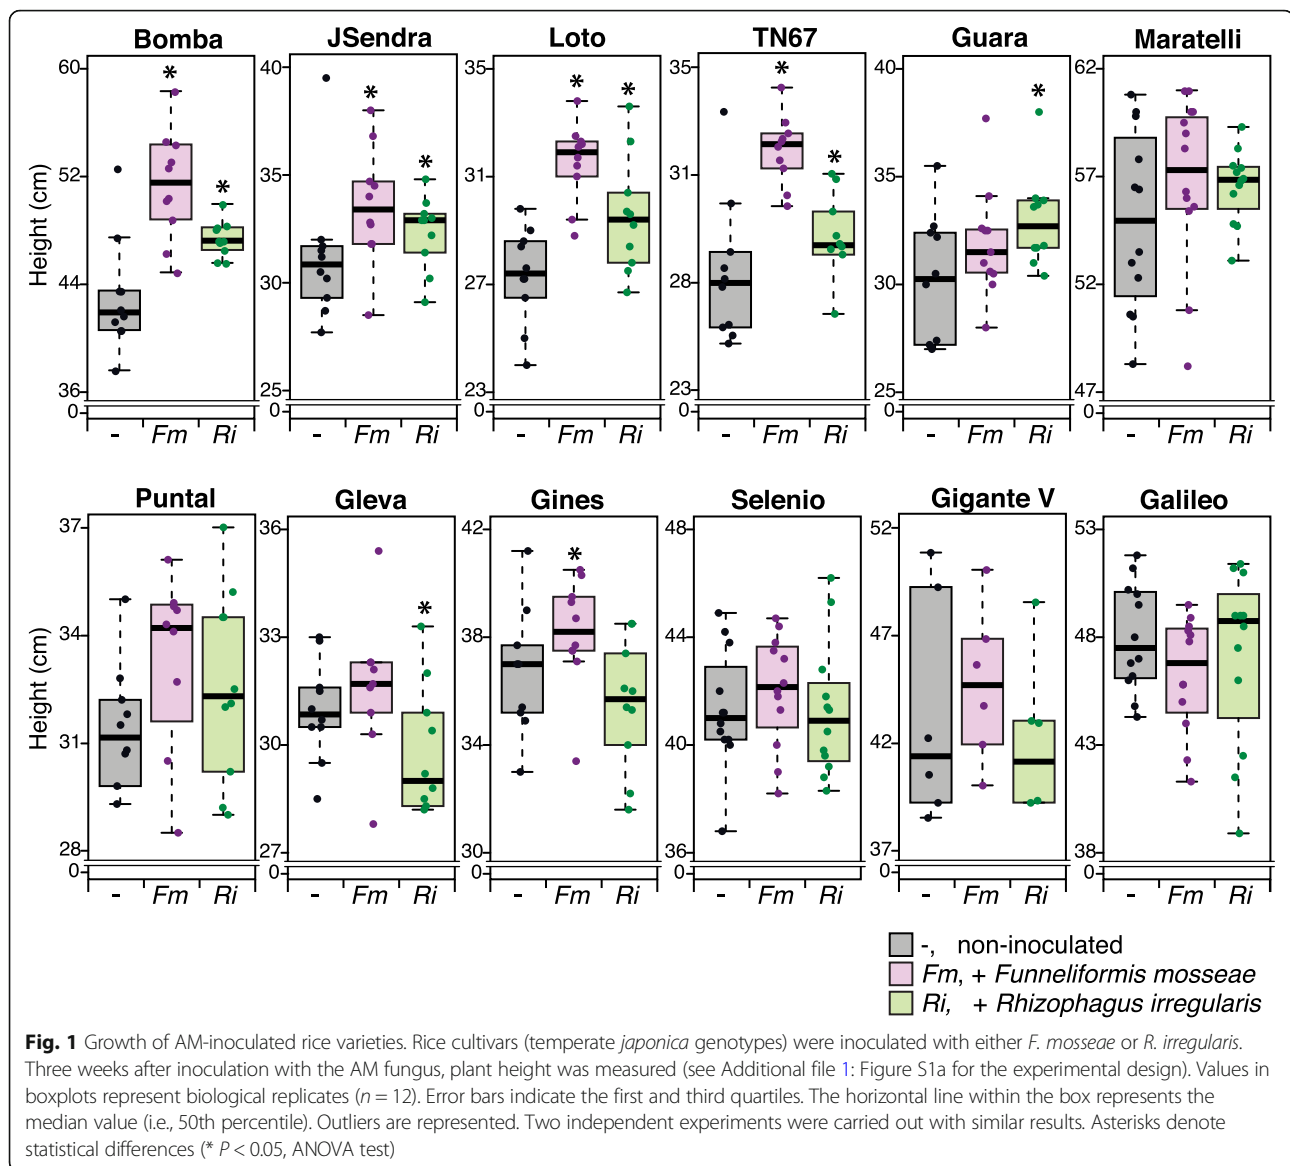 Bomba JSendra Loto TN67 Guara Maratelli
60 40 35 35 40 62
* * * * * * * *
52 35 31 31 35 57
Height (cm)
44 30 27 28 30 52
36 25 23 23 25 47
0 0 0 0 0 0
- Fm Ri - Fm Ri - Fm Ri - Fm Ri - Fm Ri - Fm Ri
Puntal Gleva Gines Selenio Gigante V Galileo
37 36 42 48 52 53
* *
34 33 38 44 47 48
Height (cm)
31 30 34 40 42 43
28 27 30 36 37 38
0 0 0 0 0 0
- Fm Ri - Fm Ri - Fm Ri - Fm Ri - Fm Ri - Fm Ri
-, non-inoculated
Fm, + Funneliformis mosseae
Ri, + Rhizophagus irregularis
Fig. 1 Growth of AM-inoculated rice varieties. Rice cultivars (temperate japonica genotypes) were inoculated with either F. mosseae or R. irregularis.
Three weeks after inoculation with the AM fungus, plant height was measured (see Additional file 1: Figure S1a for the experimental design). Values in
boxplots represent biological replicates (n = 12). Error bars indicate the first and third quartiles. The horizontal line within the box represents the
median value (i.e., 50th percentile). Outliers are represented. Two independent experiments were carried out with similar results. Asterisks denote
statistical differences (* P < 0.05, ANOVA test)